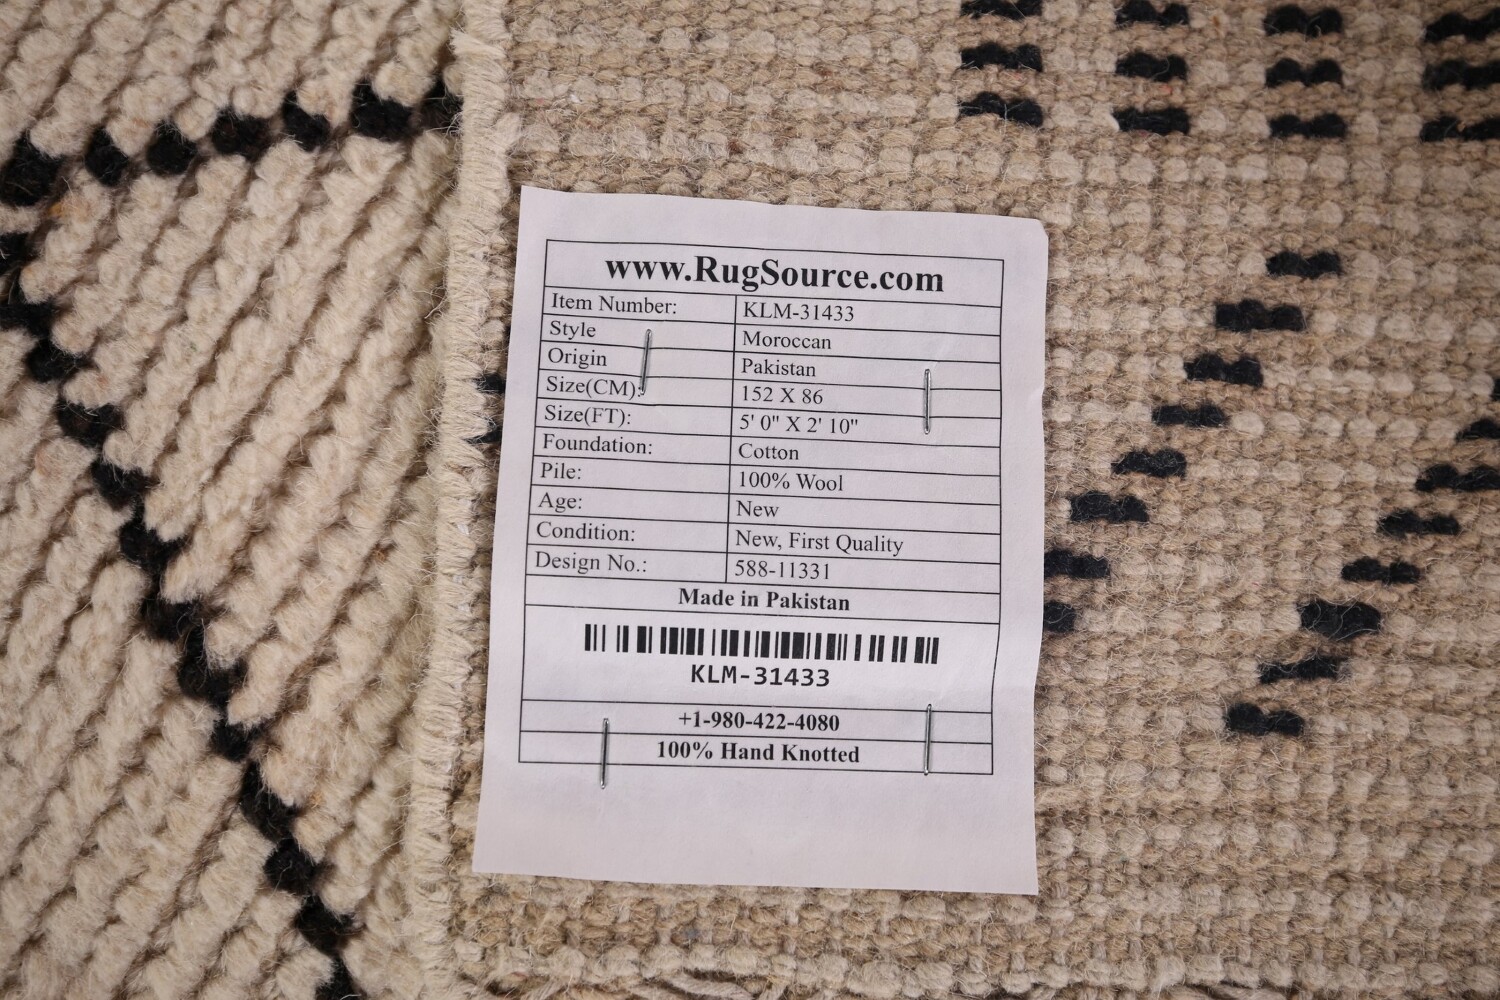 www.RugSource.com
Item Number: KLM-31433
Style Moroccan
Origin Pakistan
Size(CM): 152 X 86
Size(FT): 5' 0" X 2' 10"
Foundation: Cotton
Pile: 100% Wool
Age: New
Condition: New, First Quality
Design No.: 588-11331
Made in Pakistan
KLM-31433
+1-980-422-4080
100% Hand Knotted